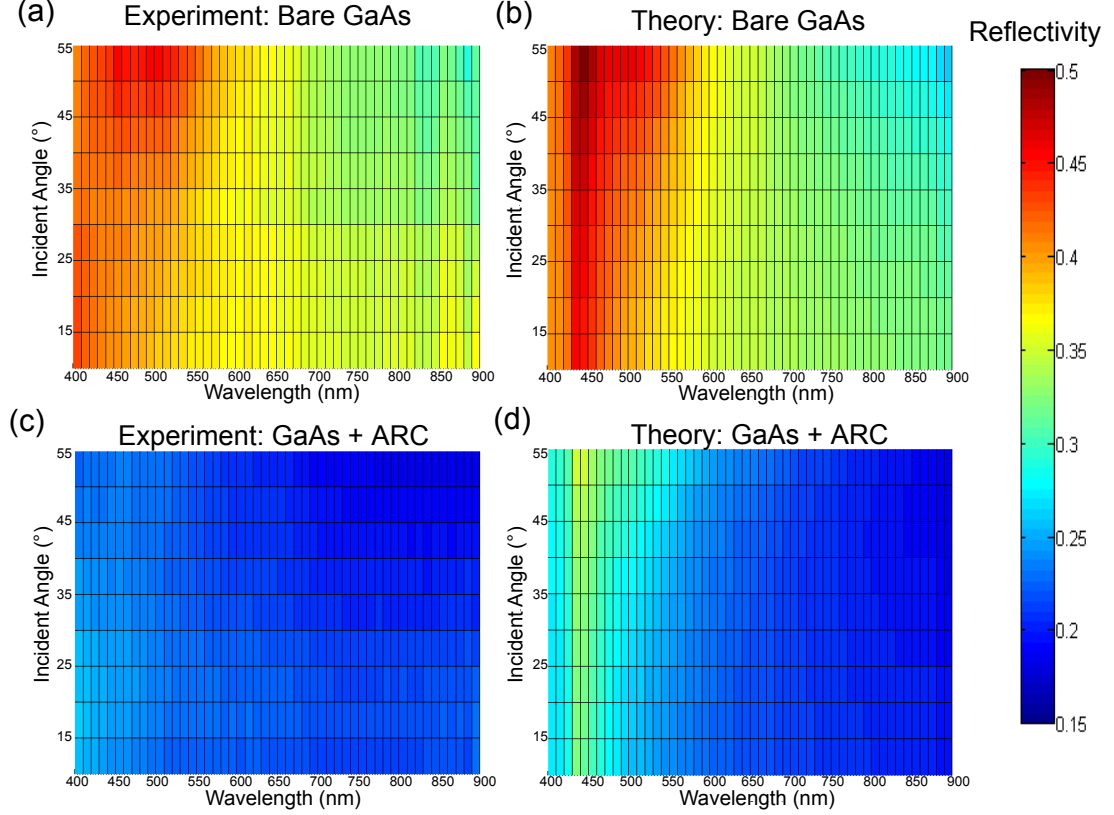 (a)
Experiment: Bare GaAs
55
45
35
25
15
Incident Angle (°)
400 450 500 550 600 650 700 750 800 850 900
Wavelength (nm)
(b)
Theory: Bare GaAs
55
45
35
25
15
Incident Angle (°)
400 450 500 550 600 650 700 750 800 850 900
Wavelength (nm)
Reflectivity
0.5
0.45
0.4
0.35
0.3
0.25
0.2
0.15
(c)
Experiment: GaAs + ARC
55
45
35
25
15
Incident Angle (°)
400 450 500 550 600 650 700 750 800 850 900
Wavelength (nm)
(d)
Theory: GaAs + ARC
55
45
35
25
15
Incident Angle (°)
400 450 500 550 600 650 700 750 800 850 900
Wavelength (nm)